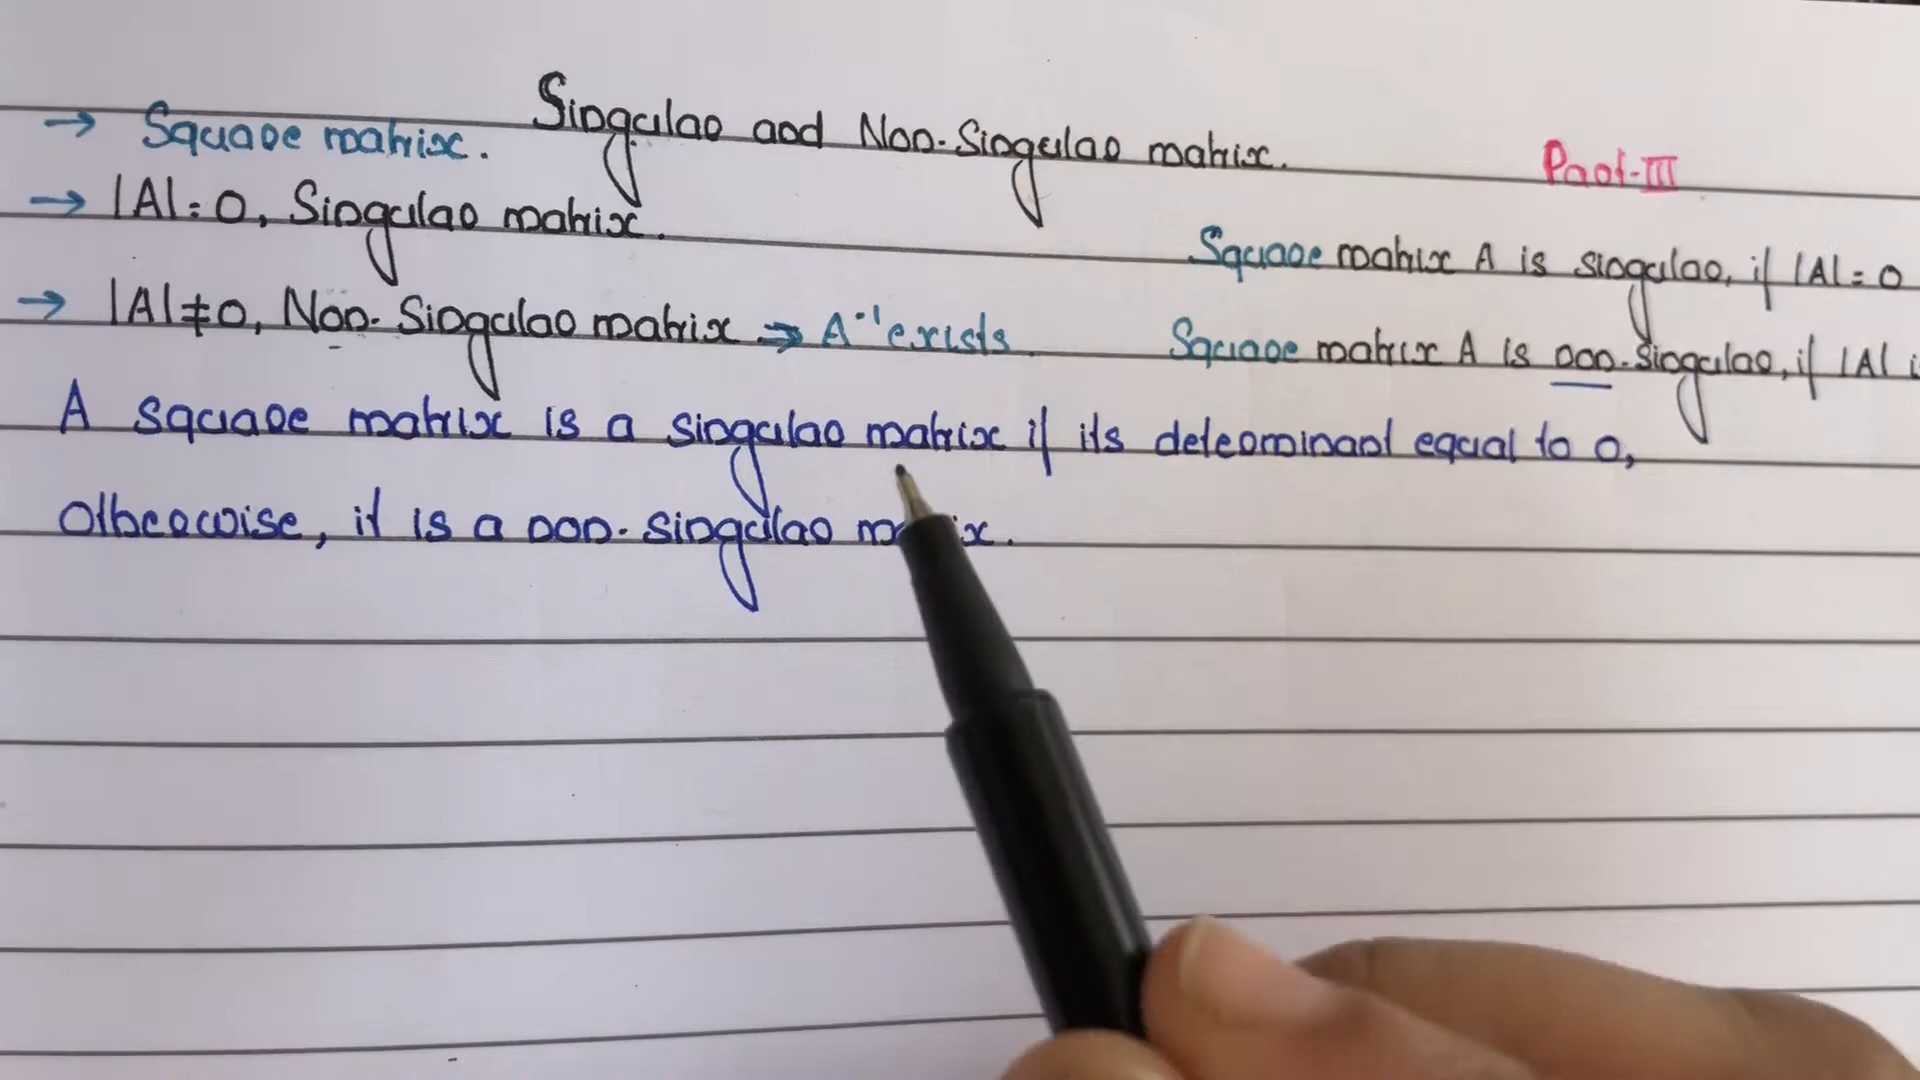 Singular and Non-Singular matrix.
Part-III
→ Square matrix.
→ |A| = 0, Singular matrix.
→ |A| ≠ 0, Non-Singular matrix ⇒ A⁻¹ exists.
Square matrix A is singular, if |A| = 0
Square matrix A is non-singular, if |A| i
A square matrix is a singular matrix if its determinant equal to 0,
Otherwise, it is a non-singular matrix.